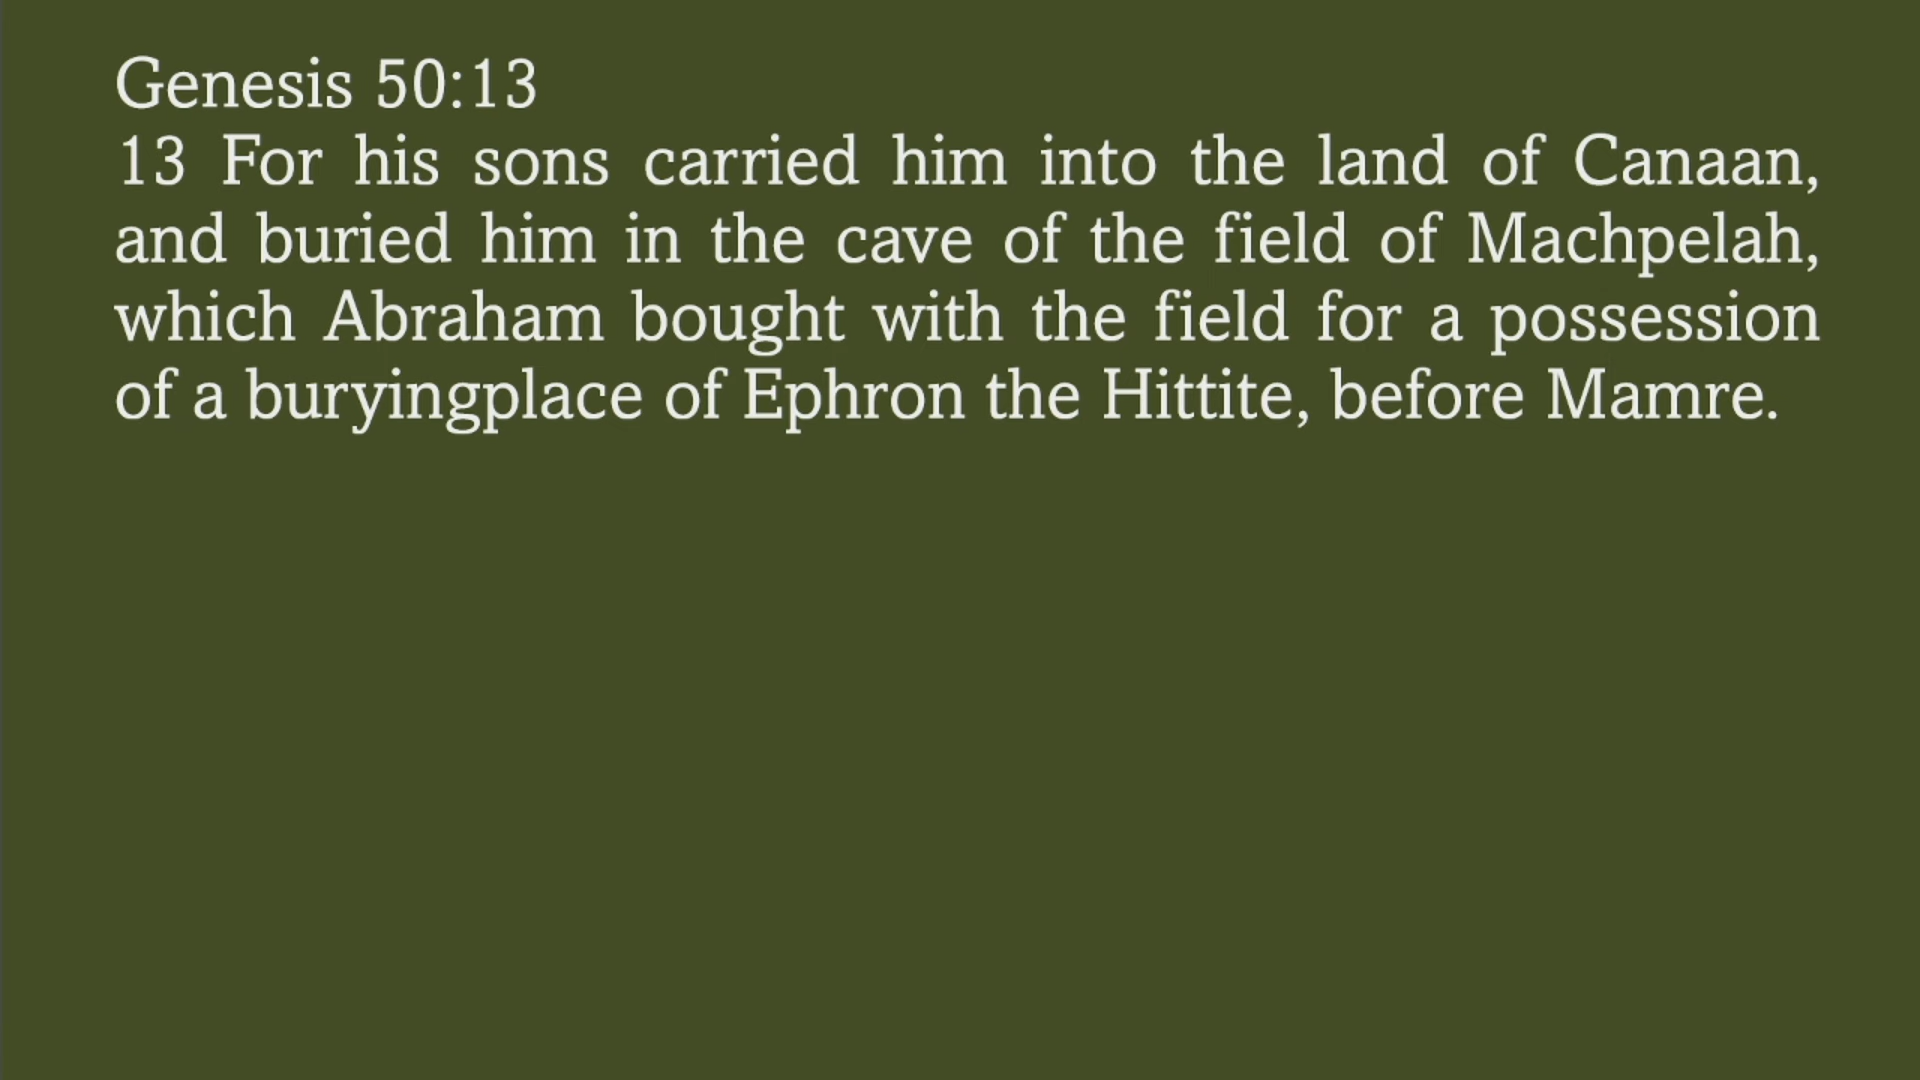 Genesis 50:13
13 For his sons carried him into the land of Canaan,
and buried him in the cave of the field of Machpelah,
which Abraham bought with the field for a possession
of a buryingplace of Ephron the Hittite, before Mamre.